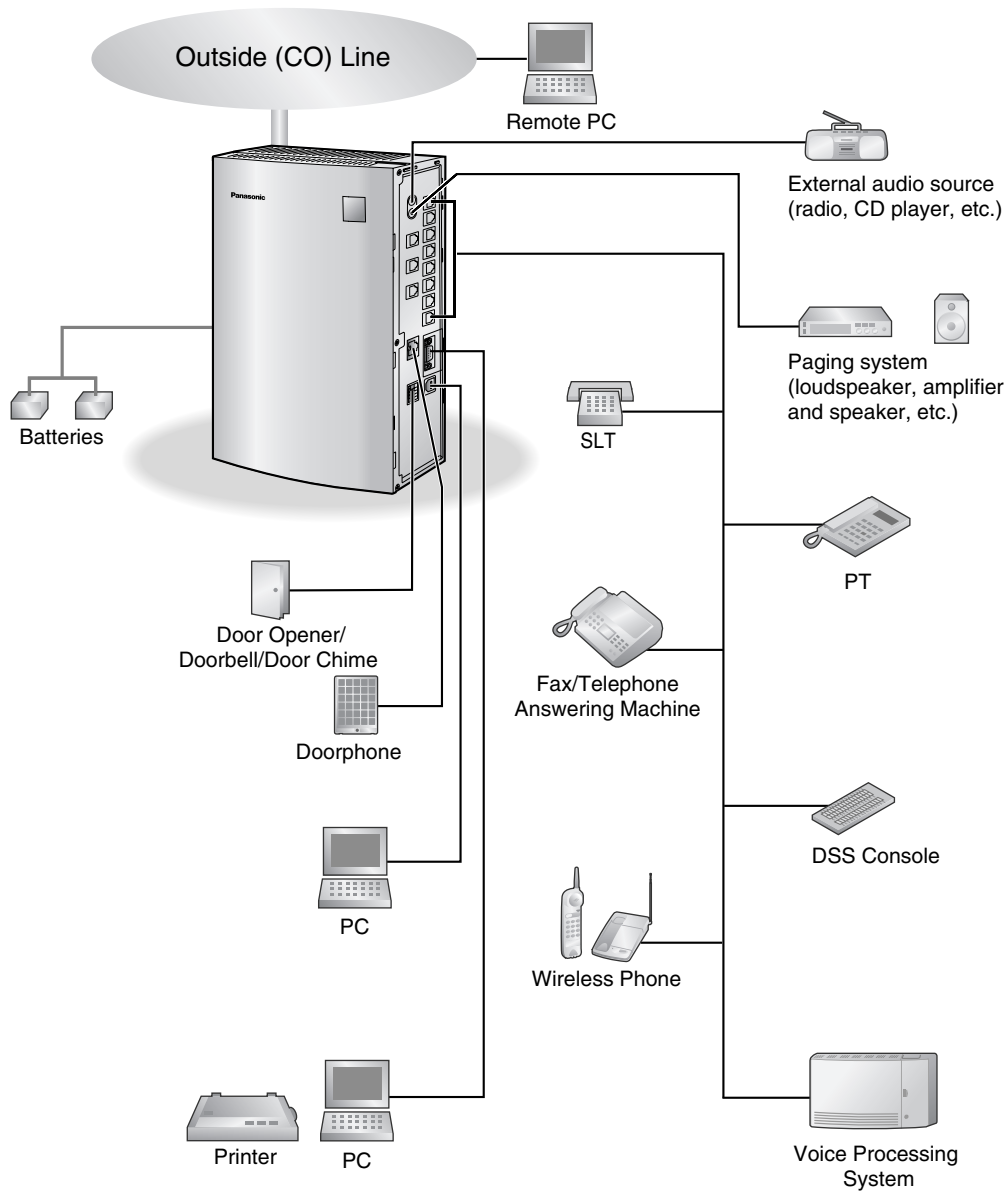 Outside (CO) Line
Remote PC
External audio source
(radio, CD player, etc.)
Panasonic
Paging system
(loudspeaker, amplifier
and speaker, etc.)
Batteries
SLT
PT
Door Opener/
Doorbell/Door Chime
Fax/Telephone
Answering Machine
Doorphone
DSS Console
PC
Wireless Phone
Printer
PC
Voice Processing
System